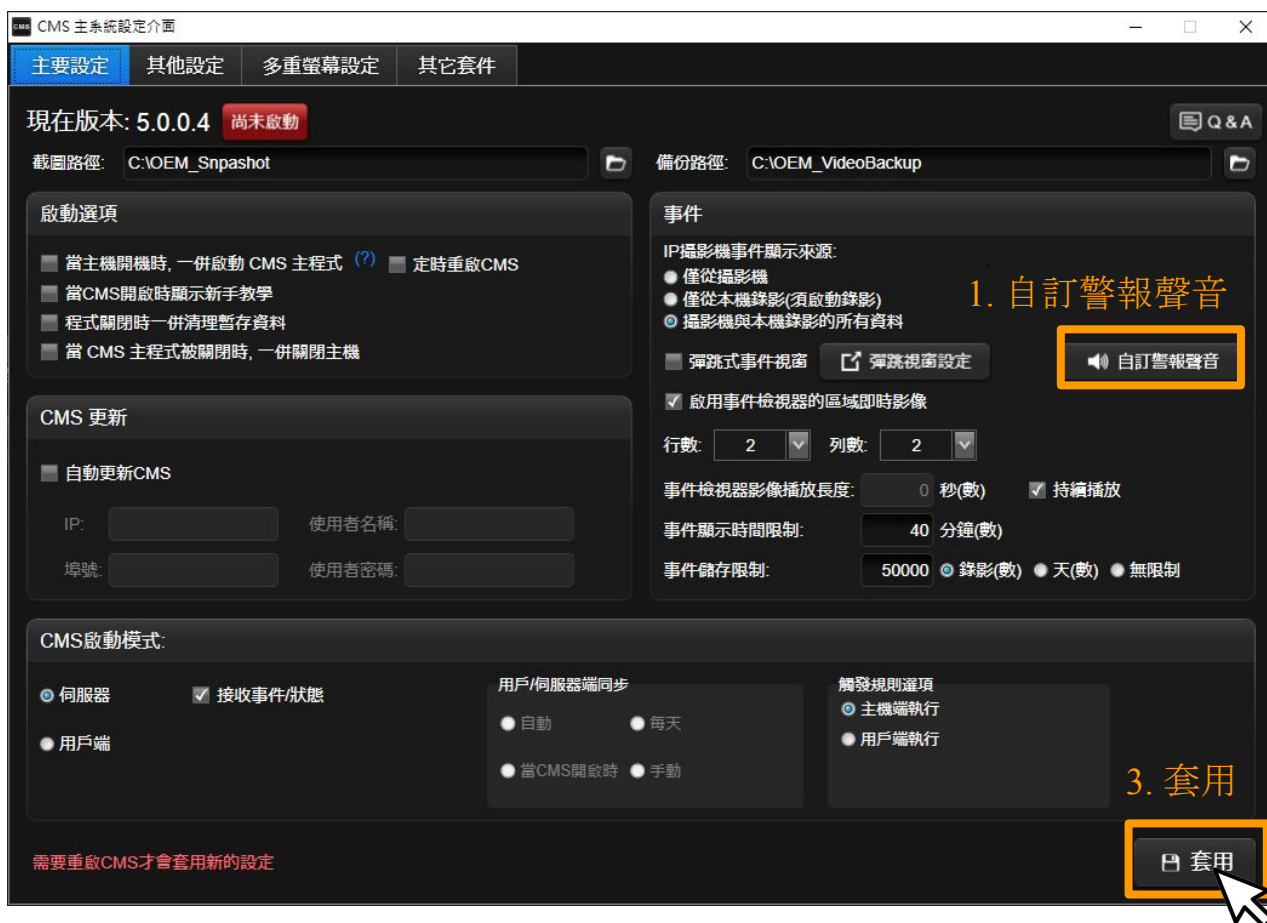 CMS CMS 主系統設定介面
主要設定 其他設定 多重螢幕設定 其它套件
現在版本: 5.0.0.4 尚未啟動 Q & A
截圖路徑: C:\OEM_Snpashot 備份路徑: C:\OEM_VideoBackup
啟動選項
當主機開機時, 一併啟動 CMS 主程式 (?) 定時重啟CMS
當CMS開啟時顯示新手教學
程式關閉時一併清理暫存資料
當 CMS 主程式被關閉時, 一併關閉主機
CMS 更新
自動更新CMS
IP: 使用者名稱:
埠號: 使用者密碼:
事件
IP攝影機事件顯示來源:
僅從攝影機
僅從本機錄影(須啟動錄影)
攝影機與本機錄影的所有資料
1. 自訂警報聲音
彈跳式事件視窗 彈跳視窗設定 自訂警報聲音
啟用事件檢視器的區域即時影像
行數: 2 列數: 2
事件檢視器影像播放長度: 0 秒(數) 持續播放
事件顯示時間限制: 40 分鐘(數)
事件儲存限制: 50000 錄影(數) 天(數) 無限制
CMS啟動模式:
伺服器 接收事件/狀態
用戶端
用戶/伺服器端同步
自動 每天
當CMS開啟時 手動
觸發規則選項
主機端執行
用戶端執行
3. 套用
需要重啟CMS才會套用新的設定
套用